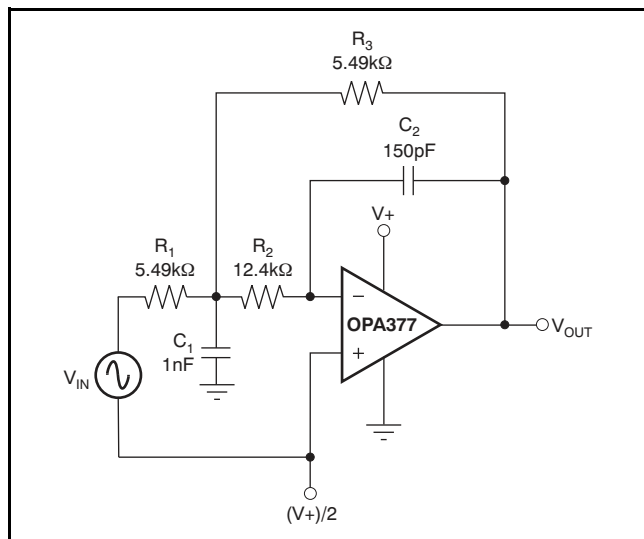 R3
5.49kΩ
C2
150pF
V+
R1
5.49kΩ
R2
12.4kΩ
−
OPA377
+
VOUT
C1
1nF
VIN
(V+)/2